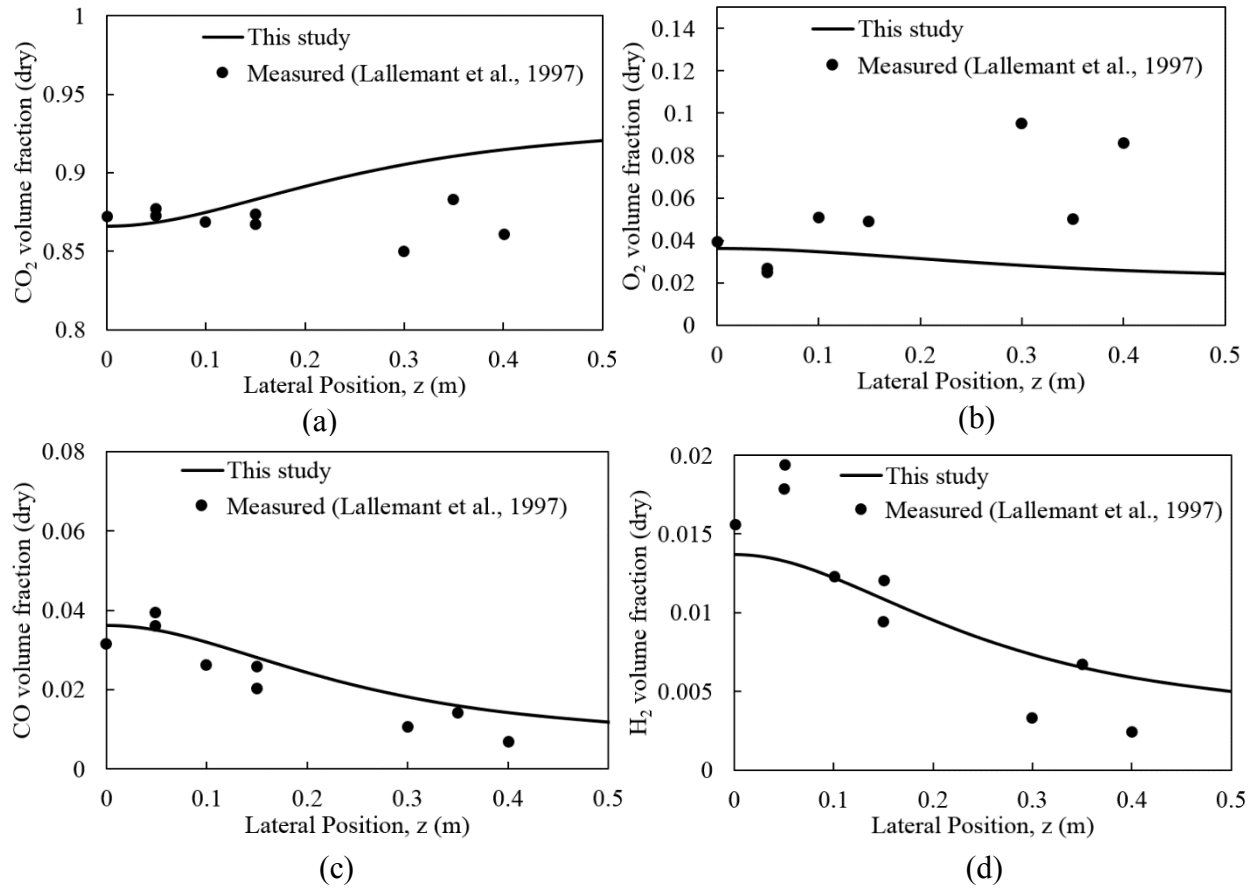 This study
Measured (Lallemant et al., 1997)
CO₂ volume fraction (dry)
1
0.95
0.9
0.85
0.8
0 0.1 0.2 0.3 0.4 0.5
Lateral Position, z (m)
(a)
This study
Measured (Lallemant et al., 1997)
O₂ volume fraction (dry)
0.14
0.12
0.1
0.08
0.06
0.04
0.02
0
0 0.1 0.2 0.3 0.4 0.5
Lateral Position, z (m)
(b)
This study
Measured (Lallemant et al., 1997)
CO volume fraction (dry)
0.08
0.06
0.04
0.02
0
0 0.1 0.2 0.3 0.4 0.5
Lateral Position, z (m)
(c)
This study
Measured (Lallemant et al., 1997)
H₂ volume fraction (dry)
0.02
0.015
0.01
0.005
0
0 0.1 0.2 0.3 0.4 0.5
Lateral Position, z (m)
(d)